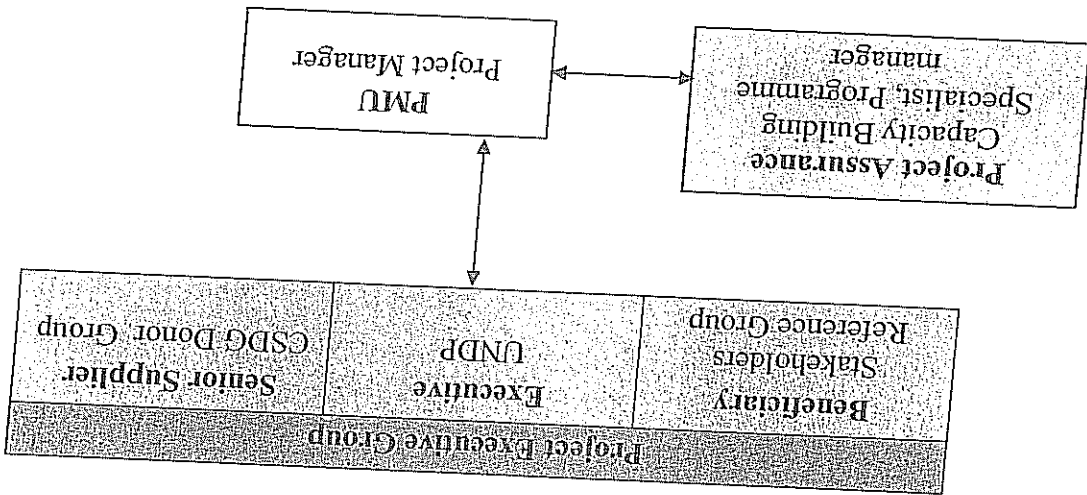 Project Executive Group
Beneficiary
Stakeholders
Reference Group
Executive
UNDP
Senior Supplier
CSDG Donor Group
Project Assurance
Capacity Building
Specialist, Programme
manager
PMU
Project Manager